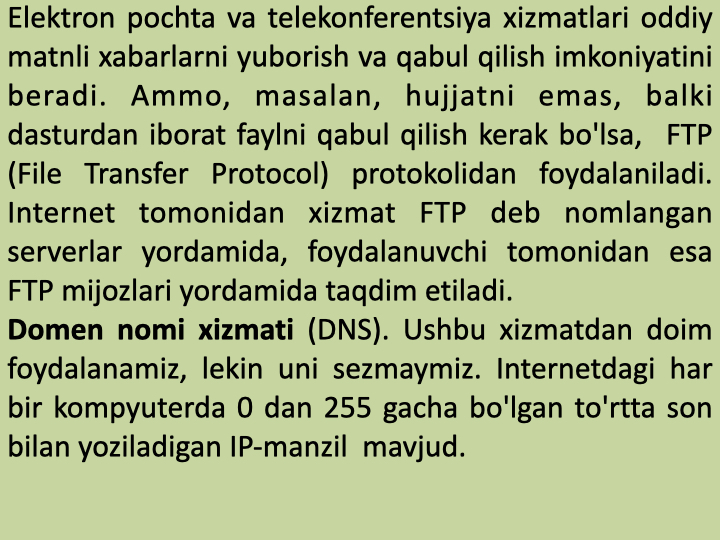 Elektron pochta va telekonferentsiya xizmatlari oddiy
matnli xabarlarni yuborish va qabul qilish imkoniyatini
beradi. Ammo, masalan, hujjatni emas, balki
dasturdan iborat faylni qabul qilish kerak bo'lsa, FTP
(File Transfer Protocol) protokolidan foydalaniladi.
Internet tomonidan xizmat FTP deb nomlangan
serverlar yordamida, foydalanuvchi tomonidan esa
FTP mijozlari yordamida taqdim etiladi.
Domen nomi xizmati (DNS). Ushbu xizmatdan doim
foydalanamiz, lekin uni sezmaymiz. Internetdagi har
bir kompyuterda 0 dan 255 gacha bo'lgan to'rtta son
bilan yoziladigan IP-manzil mavjud.